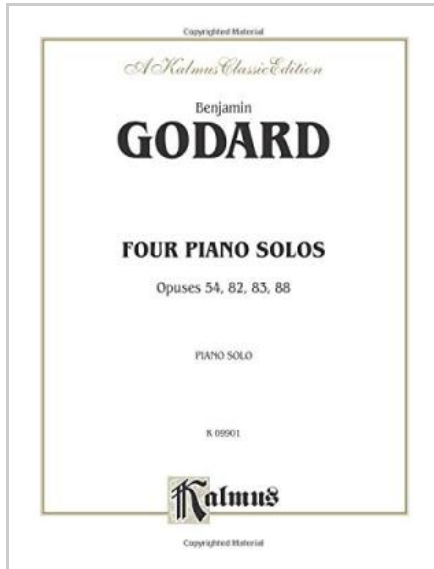 Copyrighted Material
A Kalmus Classic Edition
Benjamin
GODARD
FOUR PIANO SOLOS
Opuses 54, 82, 83, 88
PIANO SOLO
K 09901
Kalmus
Copyrighted Material